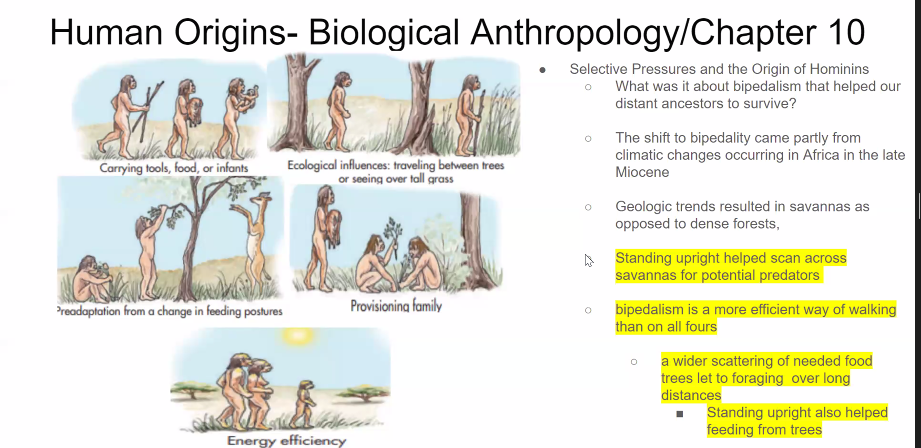 Human Origins- Biological Anthropology/Chapter 10
Carrying tools, food, or infants
Ecological influences: traveling between trees
or seeing over tall grass
Preadaptation from a change in feeding postures
Provisioning family
Energy efficiency
● Selective Pressures and the Origin of Hominins
○ What was it about bipedalism that helped our
distant ancestors to survive?
○ The shift to bipedality came partly from
climatic changes occurring in Africa in the late
Miocene
○ Geologic trends resulted in savannas as
opposed to dense forests,
○ Standing upright helped scan across
savannas for potential predators
○ bipedalism is a more efficient way of walking
than on all fours
○ a wider scattering of needed food
trees let to foraging over long
distances
■ Standing upright also helped
feeding from trees